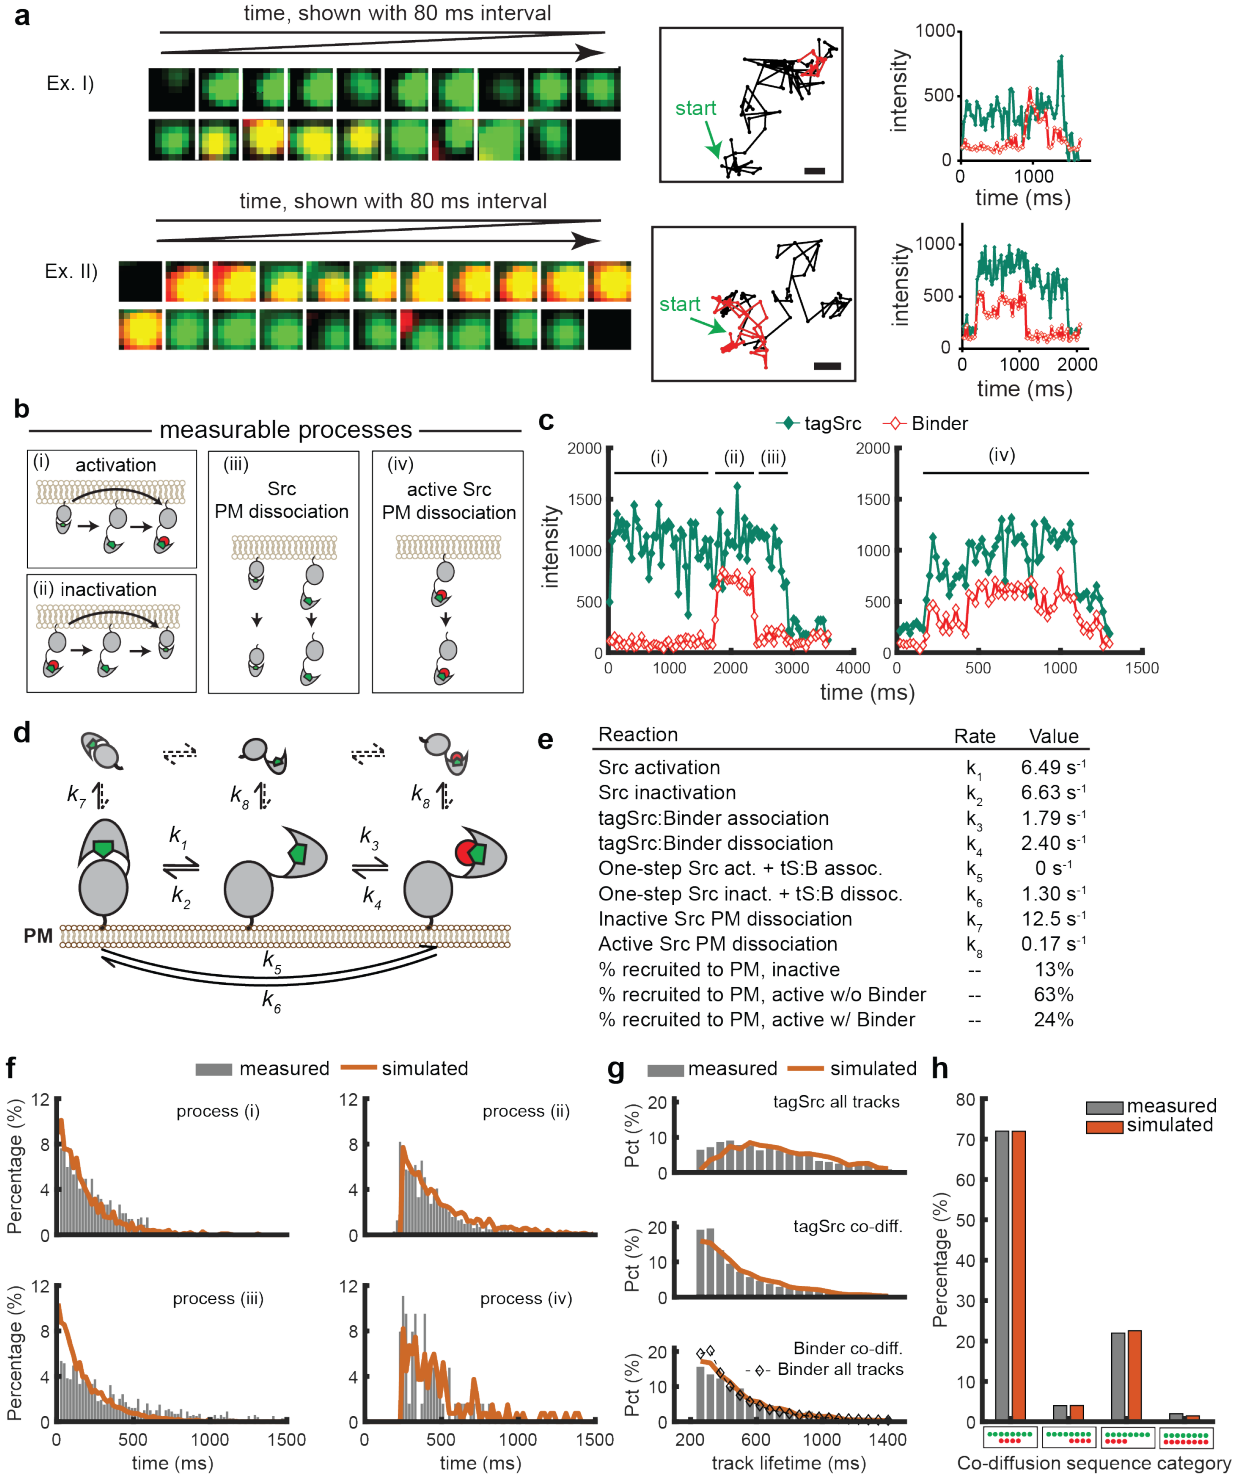 a
time, shown with 80 ms interval
Ex. I)
start
intensity
1000
500
0
0 1000
time (ms)
time, shown with 80 ms interval
Ex. II)
start
intensity
1000
500
0
0 1000 2000
time (ms)
b
measurable processes
(i)
activation
(ii) inactivation
(iii)
Src
PM dissociation
(iv)
active Src
PM dissociation
c
tagSrc Binder
intensity
2000
1500
1000
500
0
(i) (ii) (iii)
0 1000 2000 3000 4000
2000
1500
1000
500
0
(iv)
0 500 1000 1500
time (ms)
d
k7 k8 k8
k1 k3
k2 k4
PM
k5
k6
e
Reaction Rate Value
Src activation k1 6.49 s-1
Src inactivation k2 6.63 s-1
tagSrc:Binder association k3 1.79 s-1
tagSrc:Binder dissociation k4 2.40 s-1
One-step Src act. + tS:B assoc. k5 0 s-1
One-step Src inact. + tS:B dissoc. k6 1.30 s-1
Inactive Src PM dissociation k7 12.5 s-1
Active Src PM dissociation k8 0.17 s-1
% recruited to PM, inactive -- 13%
% recruited to PM, active w/o Binder -- 63%
% recruited to PM, active w/ Binder -- 24%
f
measured simulated
Percentage (%)
12
8
4
0
process (i)
12
8
4
0
process (ii)
Percentage (%)
12
8
4
0
process (iii)
0 500 1000 1500
time (ms)
12
8
4
0
process (iv)
0 500 1000 1500
time (ms)
g
measured simulated
Pct (%)
20
10
0
tagSrc all tracks
Pct (%)
20
10
0
tagSrc co-diff.
Pct (%)
20
10
0
Binder co-diff.
Binder all tracks
200 600 1000 1400
track lifetime (ms)
h
measured
simulated
Percentage (%)
80
70
60
50
40
30
20
10
0
Co-diffusion sequence category